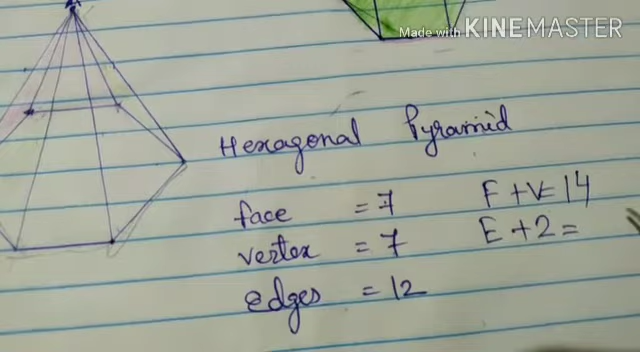 Made with KINEMASTER
Hexagonal Pyramid
face = 7
F + V = 14
vertex = 7
E + 2 =
edges = 12